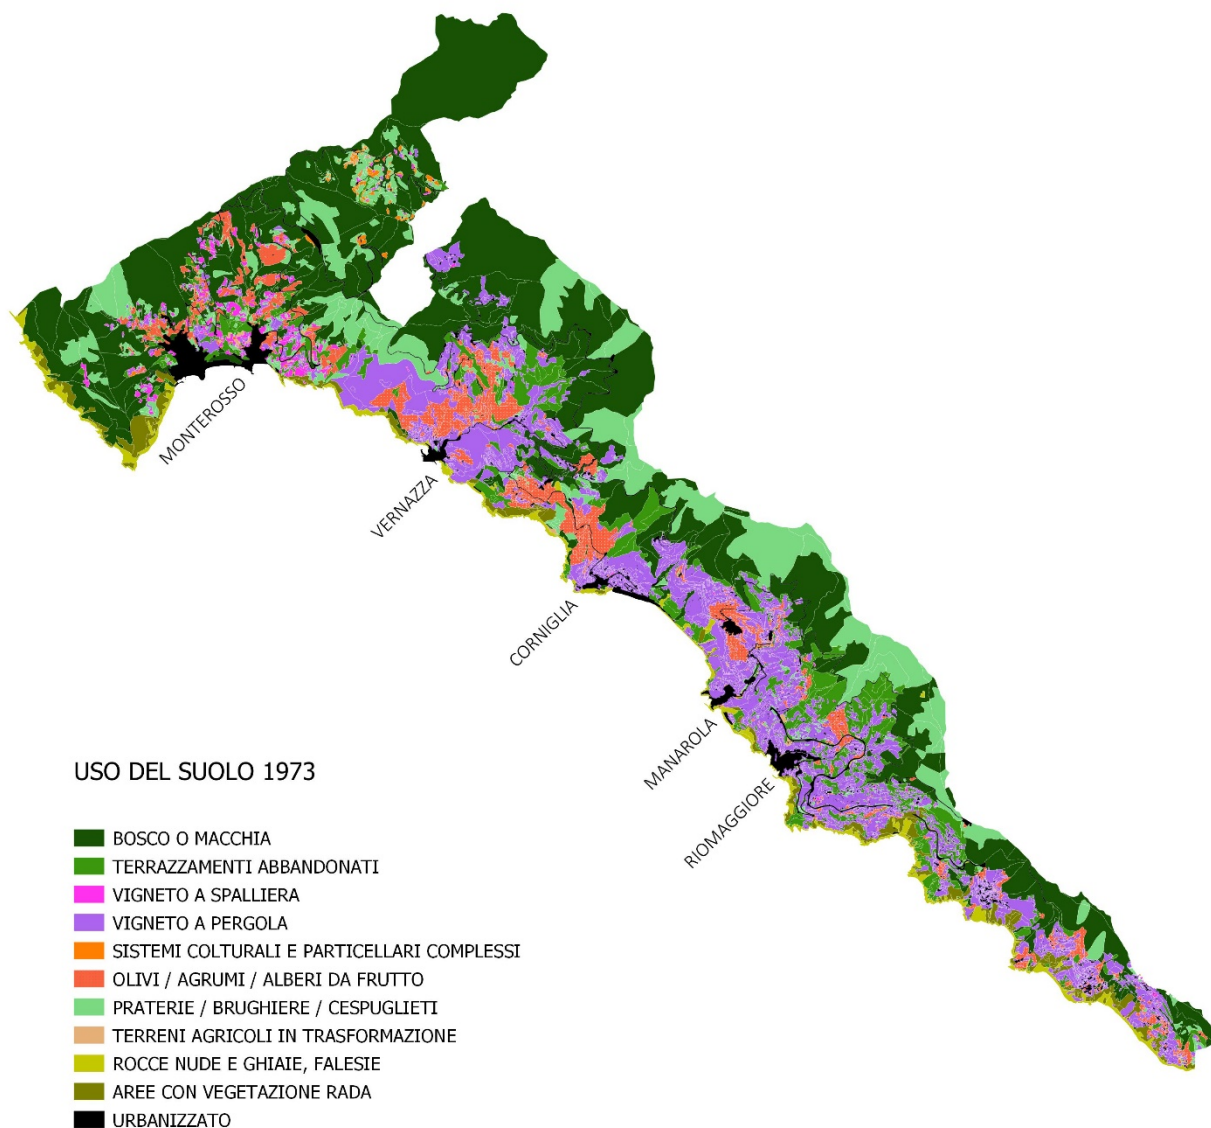 MONTEROSSO
VERNAZZA
CORNIGLIA
MANAROLA
RIOMAGGIORE
USO DEL SUOLO 1973
BOSCO O MACCHIA
TERRAZZAMENTI ABBANDONATI
VIGNETO A SPALLIERA
VIGNETO A PERGOLA
SISTEMI COLTURALI E PARTICELLARI COMPLESSI
OLIVI / AGRUMI / ALBERI DA FRUTTO
PRATERIE / BRUGHIERE / CESPUGLIETI
TERRENI AGRICOLI IN TRASFORMAZIONE
ROCCE NUDE E GHIAIE, FALESIE
AREE CON VEGETAZIONE RADA
URBANIZZATO